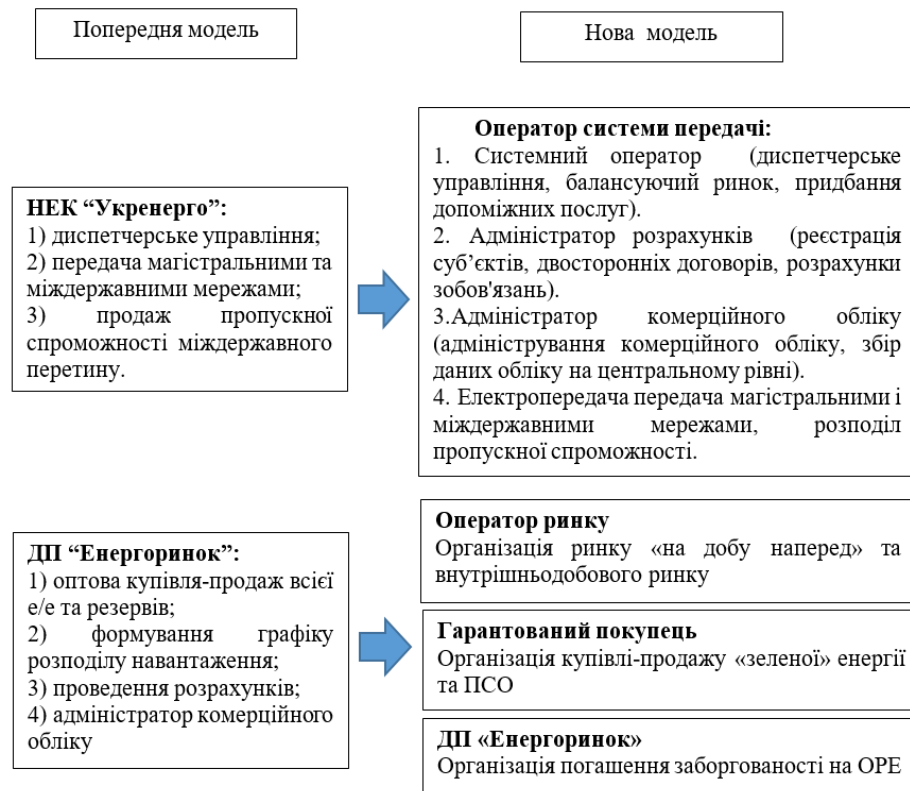 Попередня модель
Нова модель
НЕК “Укренерго”:
1) диспетчерське управління;
2) передача магістральними та
міждержавними мережами;
3) продаж пропускної
спроможності міждержавного
перетину.
Оператор системи передачі:
1. Системний оператор (диспетчерське
управління, балансуючий ринок, придбання
допоміжних послуг).
2. Адміністратор розрахунків (реєстрація
суб’єктів, двосторонніх договорів, розрахунки
зобов'язань).
3.Адміністратор комерційного обліку
(адміністрування комерційного обліку, збір
даних обліку на центральному рівні).
4. Електропередача передача магістральними і
міждержавними мережами, розподіл
пропускної спроможності.
ДП “Енергоринок”:
1) оптова купівля-продаж всієї
е/е та резервів;
2) формування графіку
розподілу навантаження;
3) проведення розрахунків;
4) адміністратор комерційного
обліку
Оператор ринку
Організація ринку «на добу наперед» та
внутрішньодобового ринку
Гарантований покупець
Організація купівлі-продажу «зеленої» енергії
та ПСО
ДП «Енергоринок»
Організація погашення заборгованості на ОРЕ